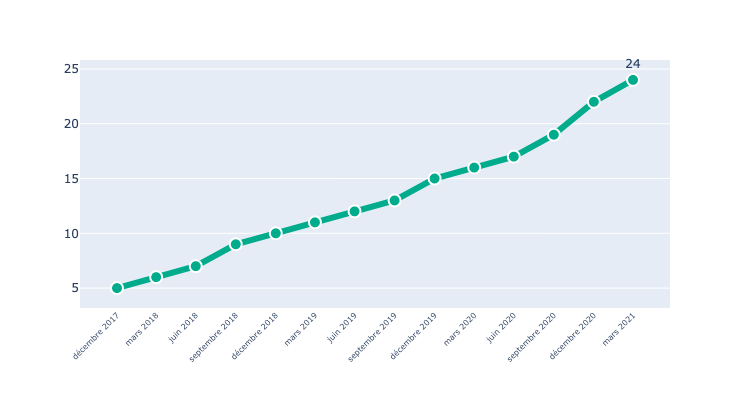 24
25
20
15
10
5
décembre 2017
mars 2018
juin 2018
septembre 2018
décembre 2018
mars 2019
juin 2019
septembre 2019
décembre 2019
mars 2020
juin 2020
septembre 2020
décembre 2020
mars 2021